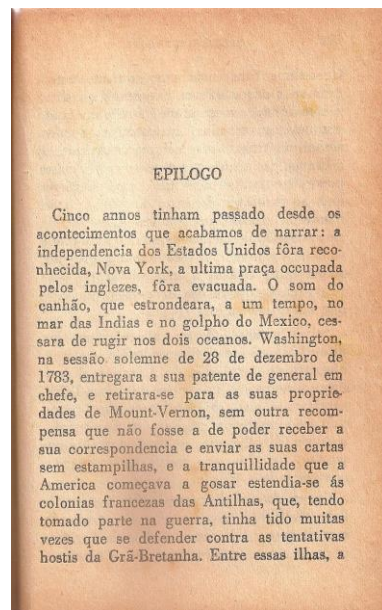 EPILOGO
Cinco annos tinham passado desde os
acontecimentos que acabamos de narrar: a
independencia dos Estados Unidos fôra reco-
nhecida, Nova York, a ultima praça occupada
pelos inglezes, fôra evacuada. O som do
canhão, que estrondeara, a um tempo, no
mar das Indias e no golpho do Mexico, ces-
sara de rugir nos dois oceanos. Washington,
na sessão solemne de 28 de dezembro de
1783, entregara a sua patente de general em
chefe, e retirara-se para as suas proprie-
dades de Mount-Vernon, sem outra recom-
pensa que não fosse a de poder receber a
sua correspondencia e enviar as suas cartas
sem estampilhas, e a tranquillidade que a
America começava a gosar estendia-se ás
colonias francezas das Antilhas, que, tendo
tomado parte na guerra, tinha tido muitas
vezes que se defender contra as tentativas
hostis da Grã-Bretanha. Entre essas ilhas, a